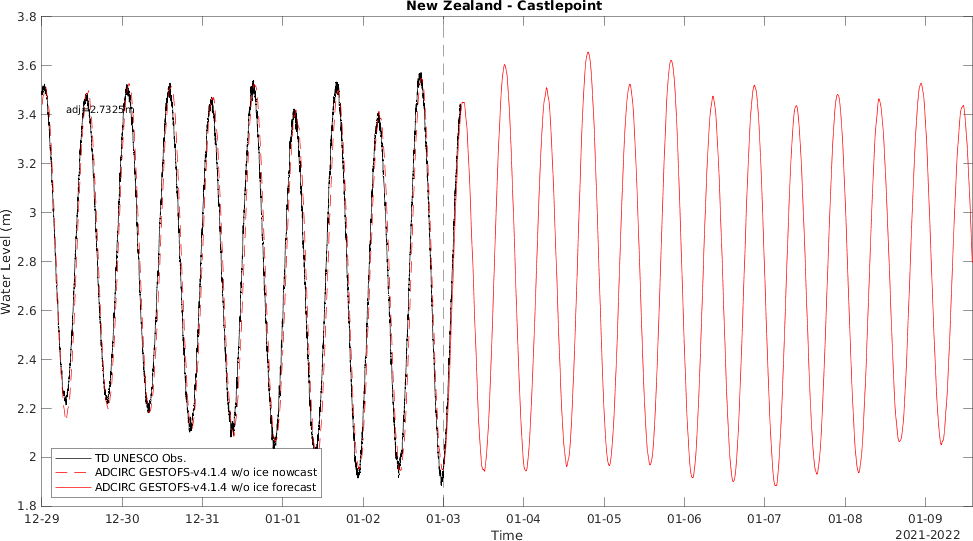 New Zealand - Castlepoint
3.8
3.6
3.4
3.2
3
2.8
2.6
2.4
2.2
2
1.8
Water Level (m)
adj=2.7325m
TD UNESCO Obs.
ADCIRC GESTOFS-v4.1.4 w/o ice nowcast
ADCIRC GESTOFS-v4.1.4 w/o ice forecast
12-29 12-30 12-31 01-01 01-02 01-03 01-04 01-05 01-06 01-07 01-08 01-09
Time
2021-2022